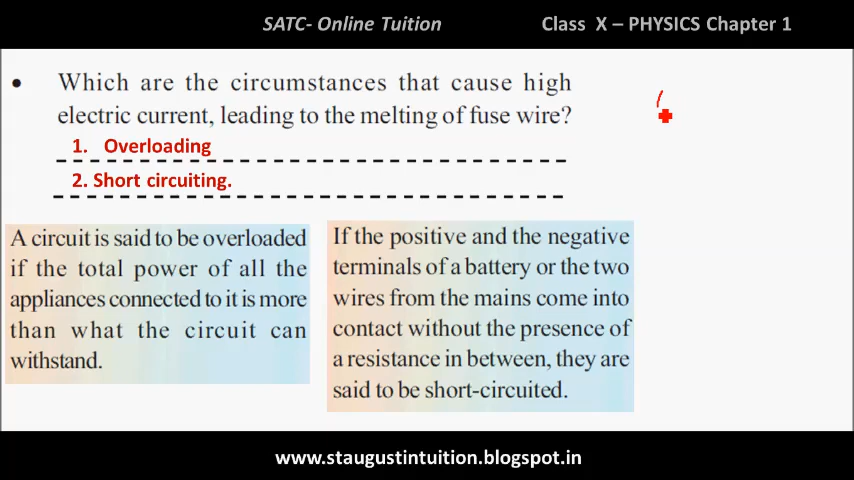 SATC- Online Tuition
Class X – PHYSICS Chapter 1
• Which are the circumstances that cause high
electric current, leading to the melting of fuse wire?
1. Overloading
2. Short circuiting.
A circuit is said to be overloaded
if the total power of all the
appliances connected to it is more
than what the circuit can
withstand.
If the positive and the negative
terminals of a battery or the two
wires from the mains come into
contact without the presence of
a resistance in between, they are
said to be short-circuited.
www.staugustintuition.blogspot.in